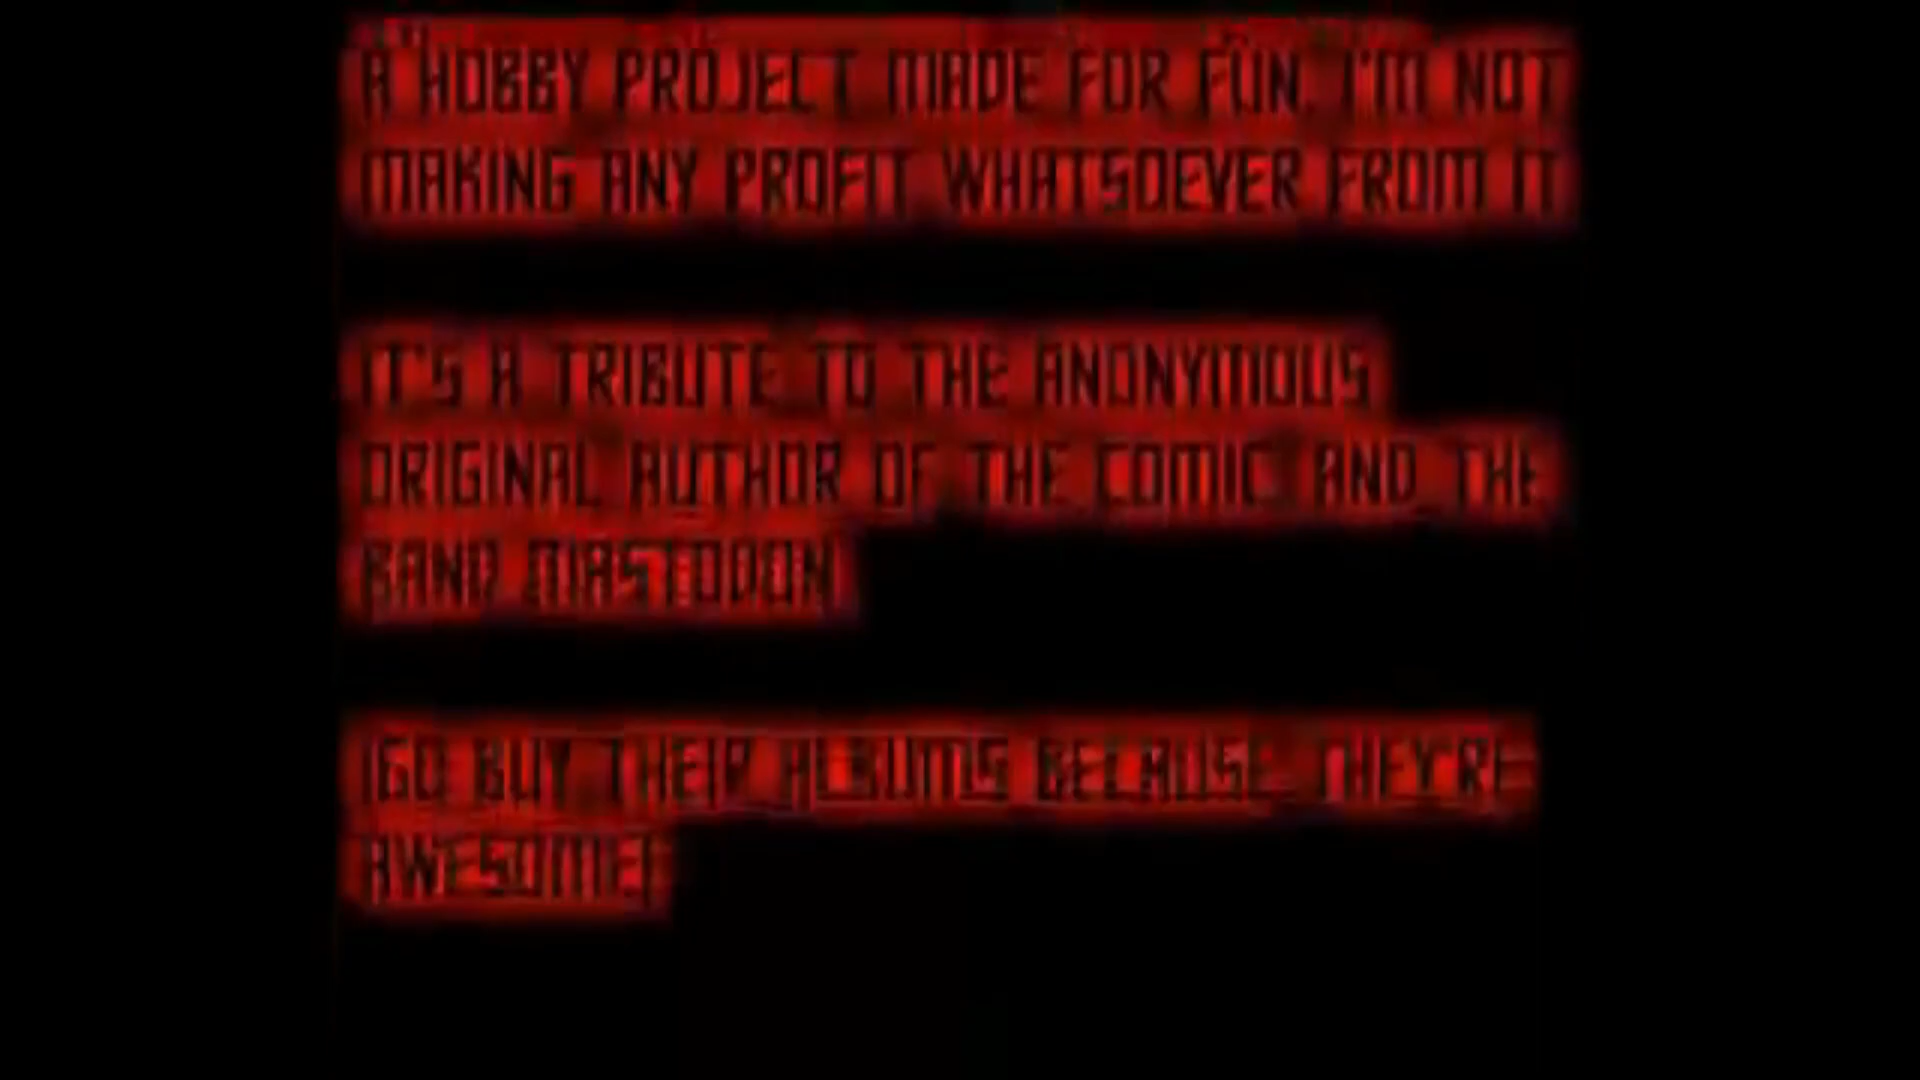 A HOBBY PROJECT MADE FOR FUN. I'M NOT
MAKING ANY PROFIT WHATSOEVER FROM IT
IT'S A TRIBUTE TO THE ANONYMOUS
ORIGINAL AUTHOR OF THE COMIC AND THE
BAND MASTODON
(GO BUY THEIR ALBUMS BECAUSE THEY'RE
AWESOME)